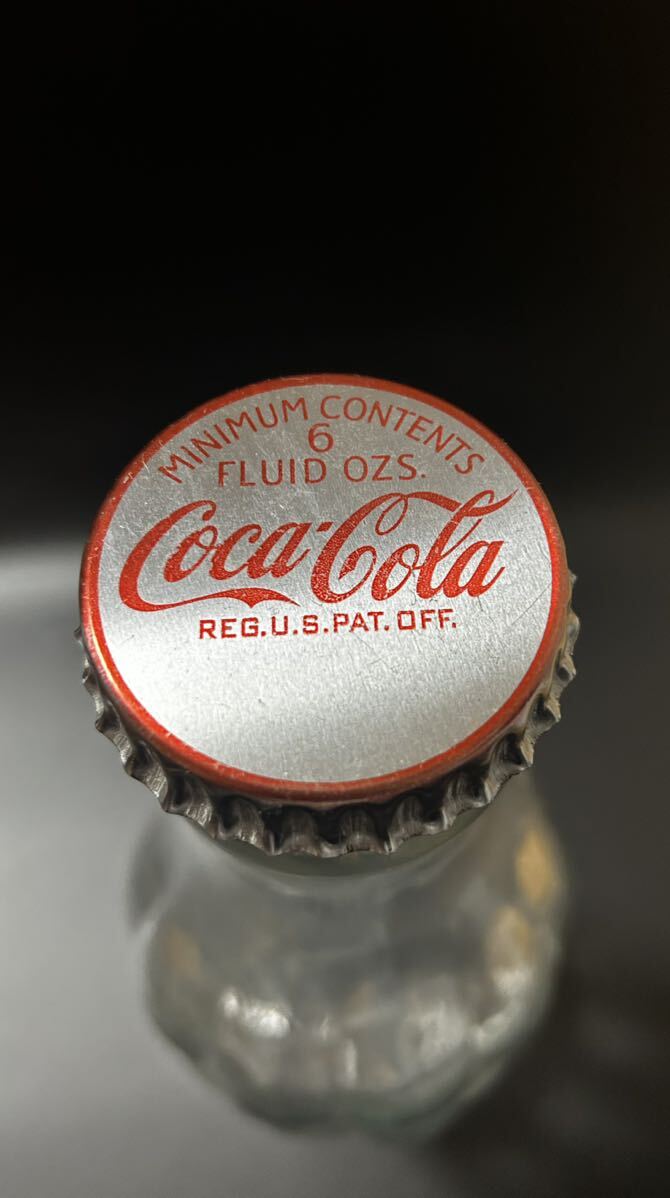 MINIMUM CONTENTS
6
FLUID OZS.
Coca-Cola
REG.U.S.PAT.OFF.